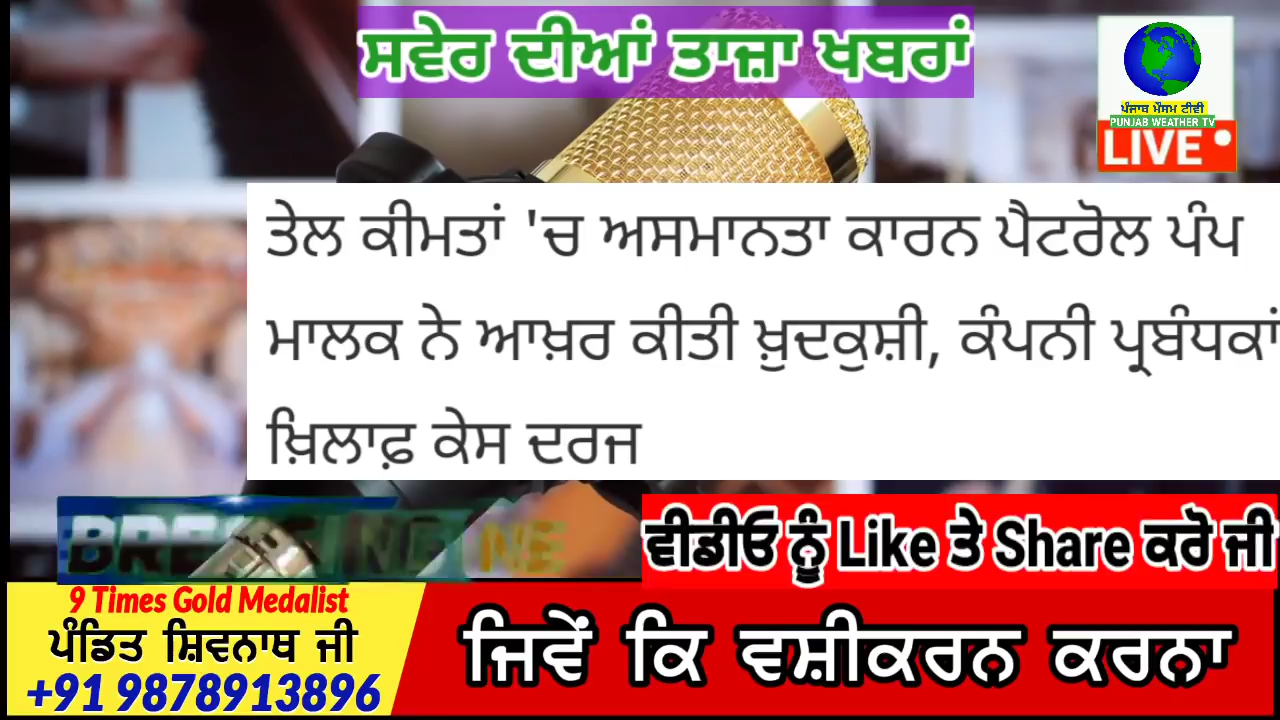 ਸਵੇਰ ਦੀਆਂ ਤਾਜ਼ਾ ਖਬਰਾਂ
ਪੰਜਾਬ ਮੌਸਮ ਟੀਵੀ
PUNJAB WEATHER TV
LIVE
ਤੇਲ ਕੀਮਤਾਂ 'ਚ ਅਸਮਾਨਤਾ ਕਾਰਨ ਪੈਟਰੋਲ ਪੰਪ
ਮਾਲਕ ਨੇ ਆਖ਼ਰ ਕੀਤੀ ਖ਼ੁਦਕੁਸ਼ੀ, ਕੰਪਨੀ ਪ੍ਰਬੰਧਕਾਂ
ਖ਼ਿਲਾਫ਼ ਕੇਸ ਦਰਜ
ਵੀਡੀਓ ਨੂੰ Like ਤੇ Share ਕਰੋ ਜੀ
9 Times Gold Medalist
ਪੰਡਿਤ ਸ਼ਿਵਨਾਥ ਜੀ
+91 9878913896
ਜਿਵੇਂ ਕਿ ਵਸ਼ੀਕਰਨ ਕਰਨਾ